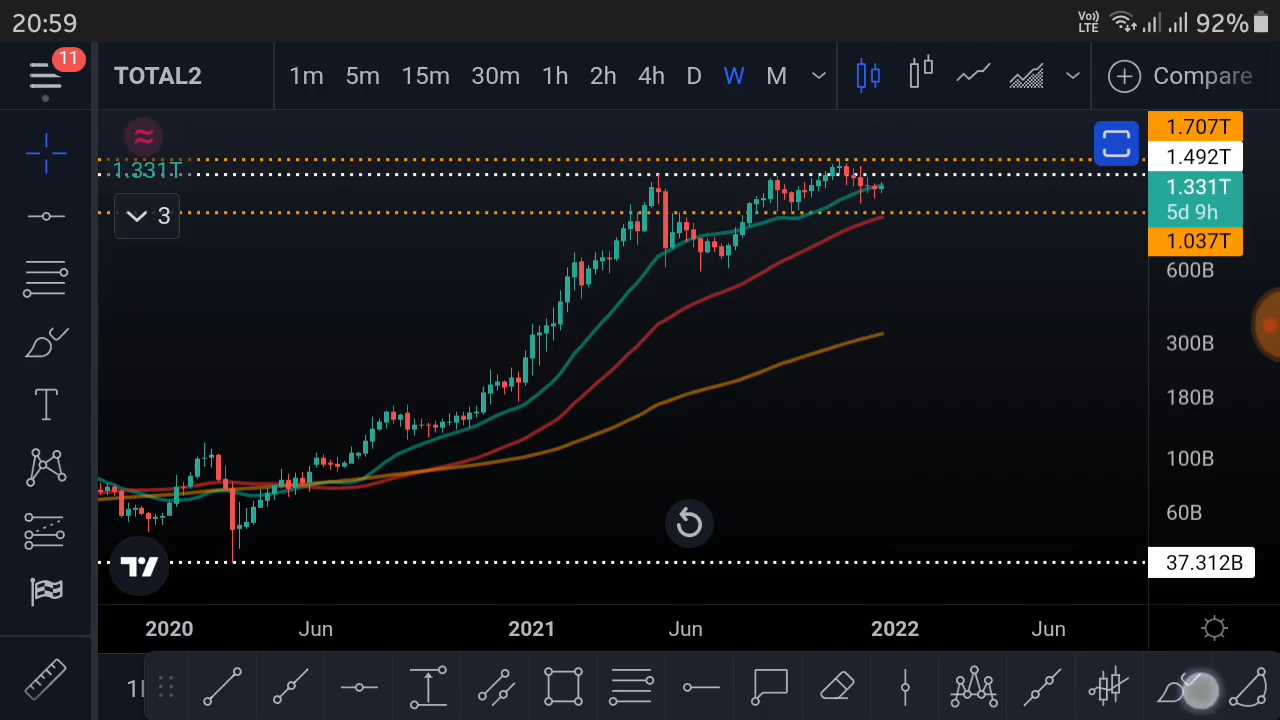 20:59 Vo)) LTE 92%
11
TOTAL2 1m 5m 15m 30m 1h 2h 4h D W M Compare
1.707T
1.492T
1.331T 1.331T
5d 9h
3
1.037T
600B
300B
180B
T
100B
60B
37.312B
2020 Jun 2021 Jun 2022 Jun